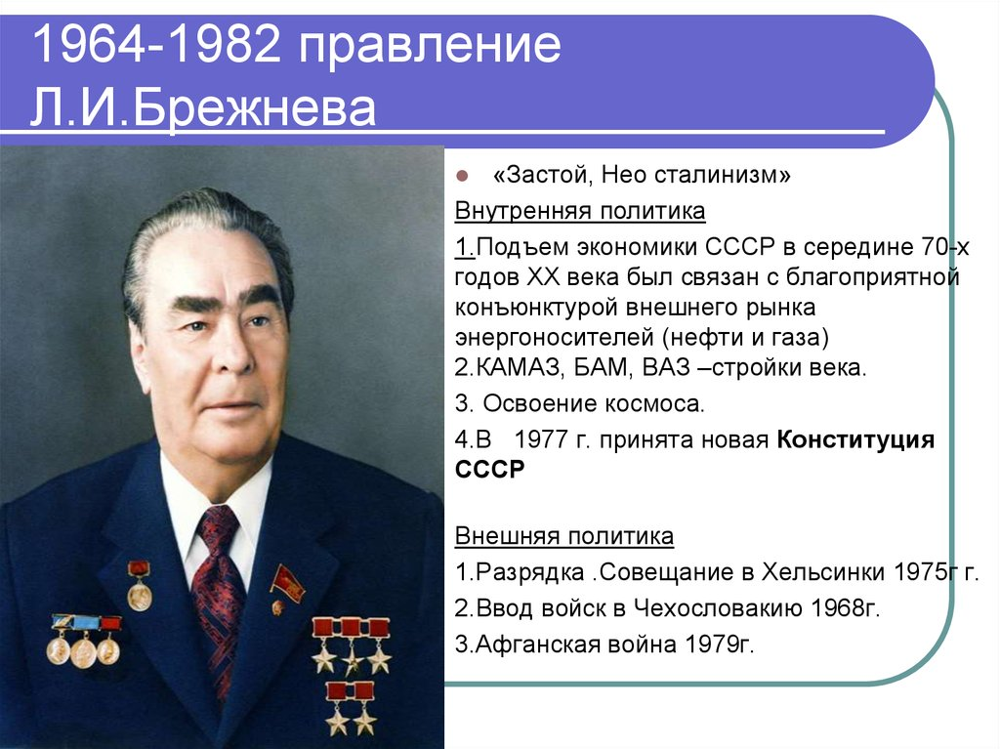 1964-1982 правление
Л.И.Брежнева
«Застой, Нео сталинизм»
Внутренняя политика
1.Подъем экономики СССР в середине 70-х
годов XX века был связан с благоприятной
конъюнктурой внешнего рынка
энергоносителей (нефти и газа)
2.КАМАЗ, БАМ, ВАЗ –стройки века.
3. Освоение космоса.
4.В 1977 г. принята новая Конституция
СССР
Внешняя политика
1.Разрядка .Совещание в Хельсинки 1975г г.
2.Ввод войск в Чехословакию 1968г.
3.Афганская война 1979г.